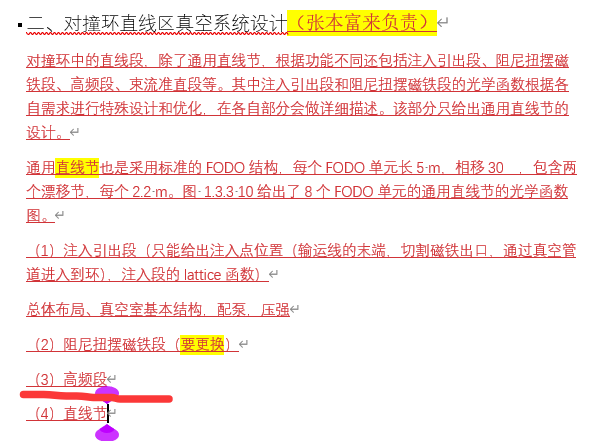 二、对撞环直线区真空系统设计（张本富来负责）
对撞环中的直线段，除了通用直线节，根据功能不同还包括注入引出段、阻尼扭摆磁
铁段、高频段、束流准直段等。其中注入引出段和阻尼扭摆磁铁段的光学函数根据各
自需求进行特殊设计和优化，在各自部分会做详细描述。该部分只给出通用直线节的
设计。
通用直线节也是采用标准的 FODO 结构，每个 FODO 单元长 5·m，相移 30 ，包含两
个漂移节，每个 2.2·m。图·1.3.3-10 给出了 8 个 FODO 单元的通用直线节的光学函数
图。
（1）注入引出段（只能给出注入点位置（输运线的末端，切割磁铁出口，通过真空管
道进入到环），注入段的 lattice 函数）
总体布局、真空室基本结构，配泵，压强
（2）阻尼扭摆磁铁段（要更换）
（3）高频段
（4）直线节